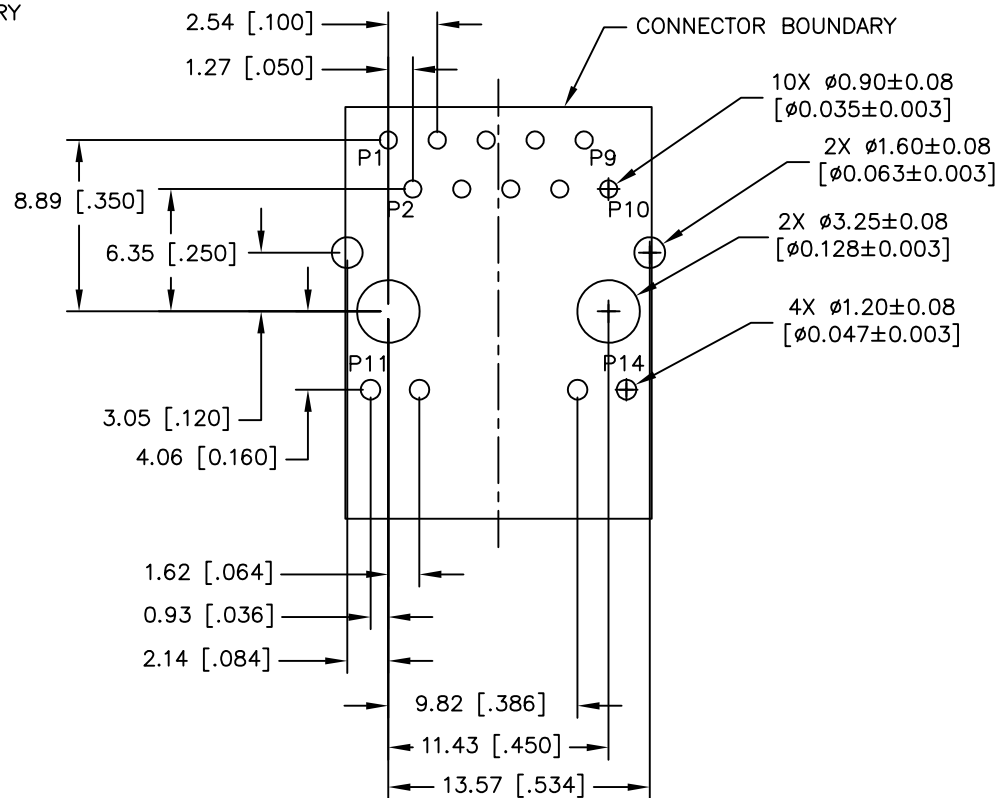 RY
2.54 [.100]
CONNECTOR BOUNDARY
1.27 [.050]
10X ø0.90±0.08
[ø0.035±0.003]
P1
P9
2X ø1.60±0.08
[ø0.063±0.003]
8.89 [.350]
P2
P10
2X ø3.25±0.08
[ø0.128±0.003]
6.35 [.250]
4X ø1.20±0.08
[ø0.047±0.003]
P11
P14
3.05 [.120]
4.06 [0.160]
1.62 [.064]
0.93 [.036]
2.14 [.084]
9.82 [.386]
11.43 [.450]
13.57 [.534]